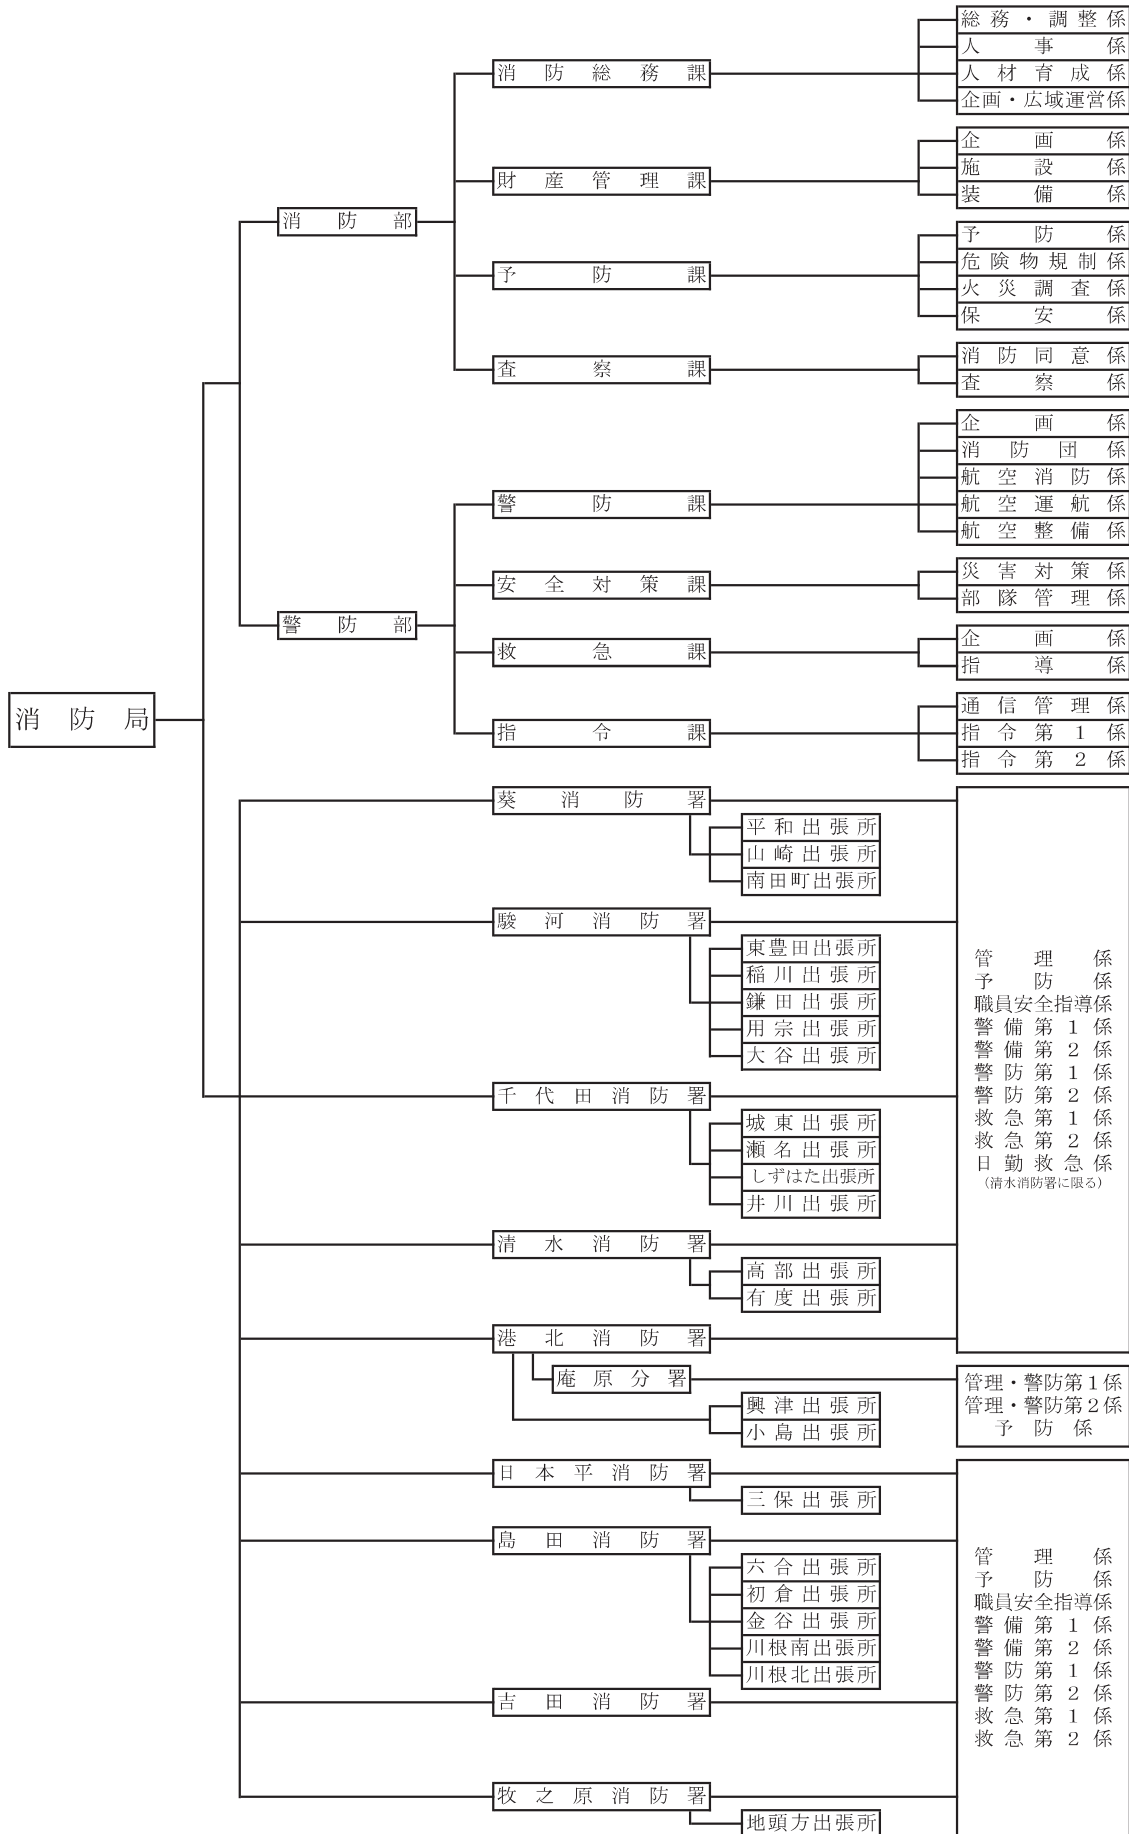 消防局
消防部
消防総務課
総務・調整係
人事係
人材育成係
企画・広域運営係
財産管理課
企画係
施設係
装備係
予防課
予防係
危険物規制係
火災調査係
保安係
査察課
消防同意係
査察係
警防部
警防課
企画係
消防団係
航空消防係
航空運航係
航空整備係
安全対策課
災害対策係
部隊管理係
救急課
企画係
指導係
指令課
通信管理係
指令第1係
指令第2係
葵消防署
平和出張所
山崎出張所
南田町出張所
駿河消防署
東豊田出張所
稲川出張所
鎌田出張所
用宗出張所
大谷出張所
千代田消防署
城東出張所
瀬名出張所
しずはた出張所
井川出張所
清水消防署
高部出張所
有度出張所
港北消防署
管理係
予防係
職員安全指導係
警備第1係
警備第2係
警防第1係
警防第2係
救急第1係
救急第2係
日勤救急係
(清水消防署に限る)
庵原分署
管理・警防第1係
管理・警防第2係
予防係
興津出張所
小島出張所
日本平消防署
三保出張所
島田消防署
六合出張所
初倉出張所
金谷出張所
川根南出張所
川根北出張所
吉田消防署
牧之原消防署
地頭方出張所
管理係
予防係
職員安全指導係
警備第1係
警備第2係
警防第1係
警防第2係
救急第1係
救急第2係